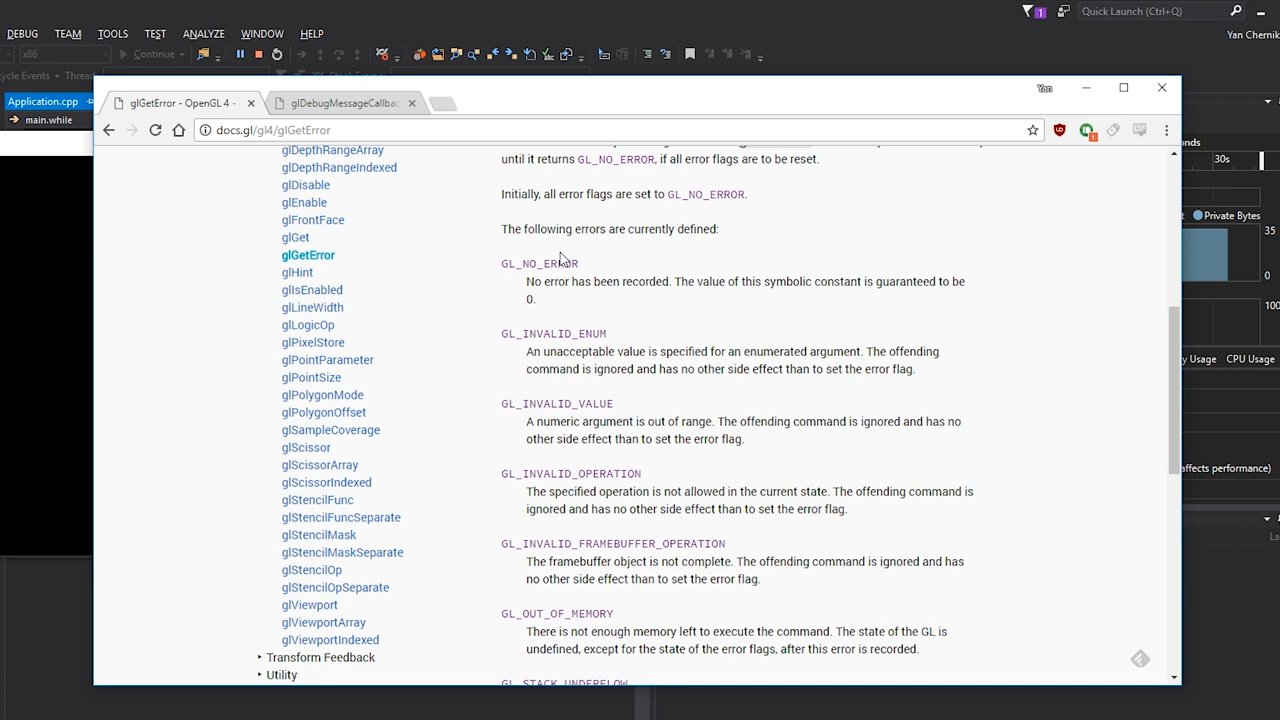 1
Quick Launch (Ctrl+Q)
DEBUG TEAM TOOLS TEST ANALYZE WINDOW HELP
Yan Chernik
x86 Continue
cycle Events Thread
Application.cpp
main.while
glGetError - OpenGL 4 -
glDebugMessageCallbac
Yan
docs.gl/gl4/glGetError
1
glDepthRangeArray
glDepthRangeIndexed
glDisable
glEnable
glFrontFace
glGet
glGetError
glHint
glIsEnabled
glLineWidth
glLogicOp
glPixelStore
glPointParameter
glPointSize
glPolygonMode
glPolygonOffset
glSampleCoverage
glScissor
glScissorArray
glScissorIndexed
glStencilFunc
glStencilFuncSeparate
glStencilMask
glStencilMaskSeparate
glStencilOp
glStencilOpSeparate
glViewport
glViewportArray
glViewportIndexed
Transform Feedback
Utility
until it returns GL_NO_ERROR, if all error flags are to be reset.
Initially, all error flags are set to GL_NO_ERROR.
The following errors are currently defined:
GL_NO_ERROR
No error has been recorded. The value of this symbolic constant is guaranteed to be
0.
GL_INVALID_ENUM
An unacceptable value is specified for an enumerated argument. The offending
command is ignored and has no other side effect than to set the error flag.
GL_INVALID_VALUE
A numeric argument is out of range. The offending command is ignored and has no
other side effect than to set the error flag.
GL_INVALID_OPERATION
The specified operation is not allowed in the current state. The offending command is
ignored and has no other side effect than to set the error flag.
GL_INVALID_FRAMEBUFFER_OPERATION
The framebuffer object is not complete. The offending command is ignored and has
no other side effect than to set the error flag.
GL_OUT_OF_MEMORY
There is not enough memory left to execute the command. The state of the GL is
undefined, except for the state of the error flags, after this error is recorded.
GL_STACK_UNDERFLOW
onds
30s
Private Bytes
35
0
100
y Usage CPU Usage
affects performance)